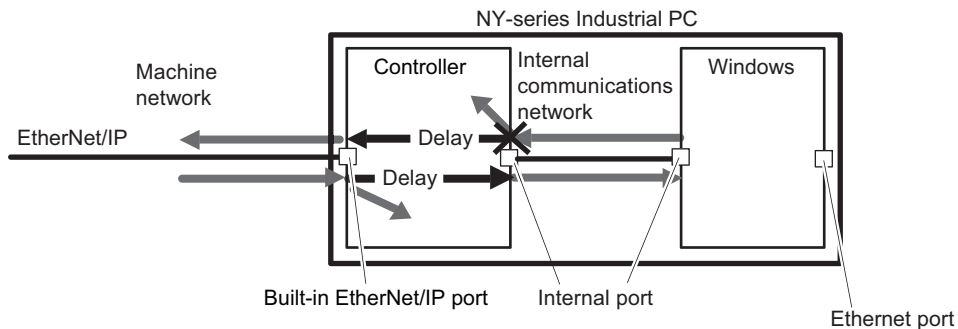 NY-series Industrial PC
Machine
network
Controller
Internal
communications
network
Windows
EtherNet/IP
Delay
Delay
Built-in EtherNet/IP port
Internal port
Ethernet port